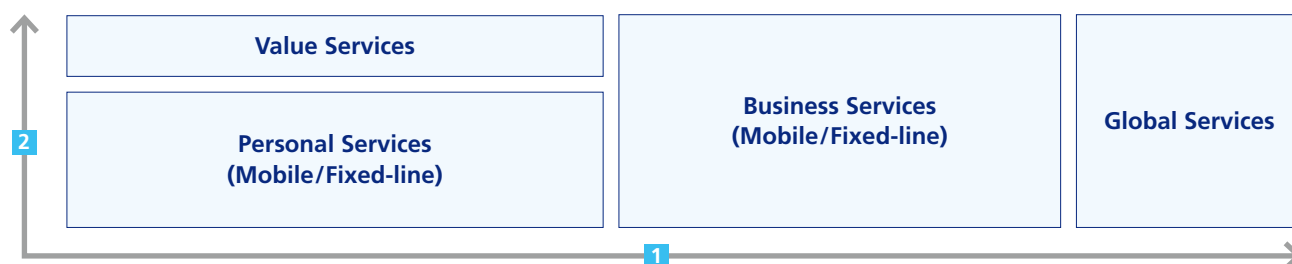 Value Services
Personal Services
(Mobile/Fixed-line)
Business Services
(Mobile/Fixed-line)
Global Services
2
1